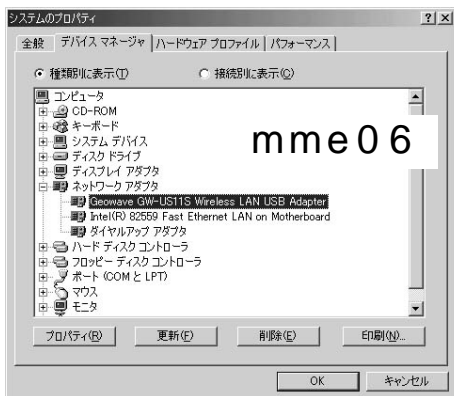 システムのプロパティ
? ×
全般 デバイス マネージャ ハードウェア プロファイル パフォーマンス
種類別に表示(T) 接続別に表示(C)
コンピュータ
CD-ROM
キーボード
システム デバイス
mme06
ディスク ドライブ
ディスプレイ アダプタ
ネットワーク アダプタ
Geowave GW-US11S Wireless LAN USB Adapter
Intel(R) 82559 Fast Ethernet LAN on Motherboard
ダイヤルアップ アダプタ
ハード ディスク コントローラ
フロッピー ディスク コントローラ
ポート (COM と LPT)
マウス
モニタ
プロパティ(R) 更新(F) 削除(E) 印刷(N)...
OK キャンセル